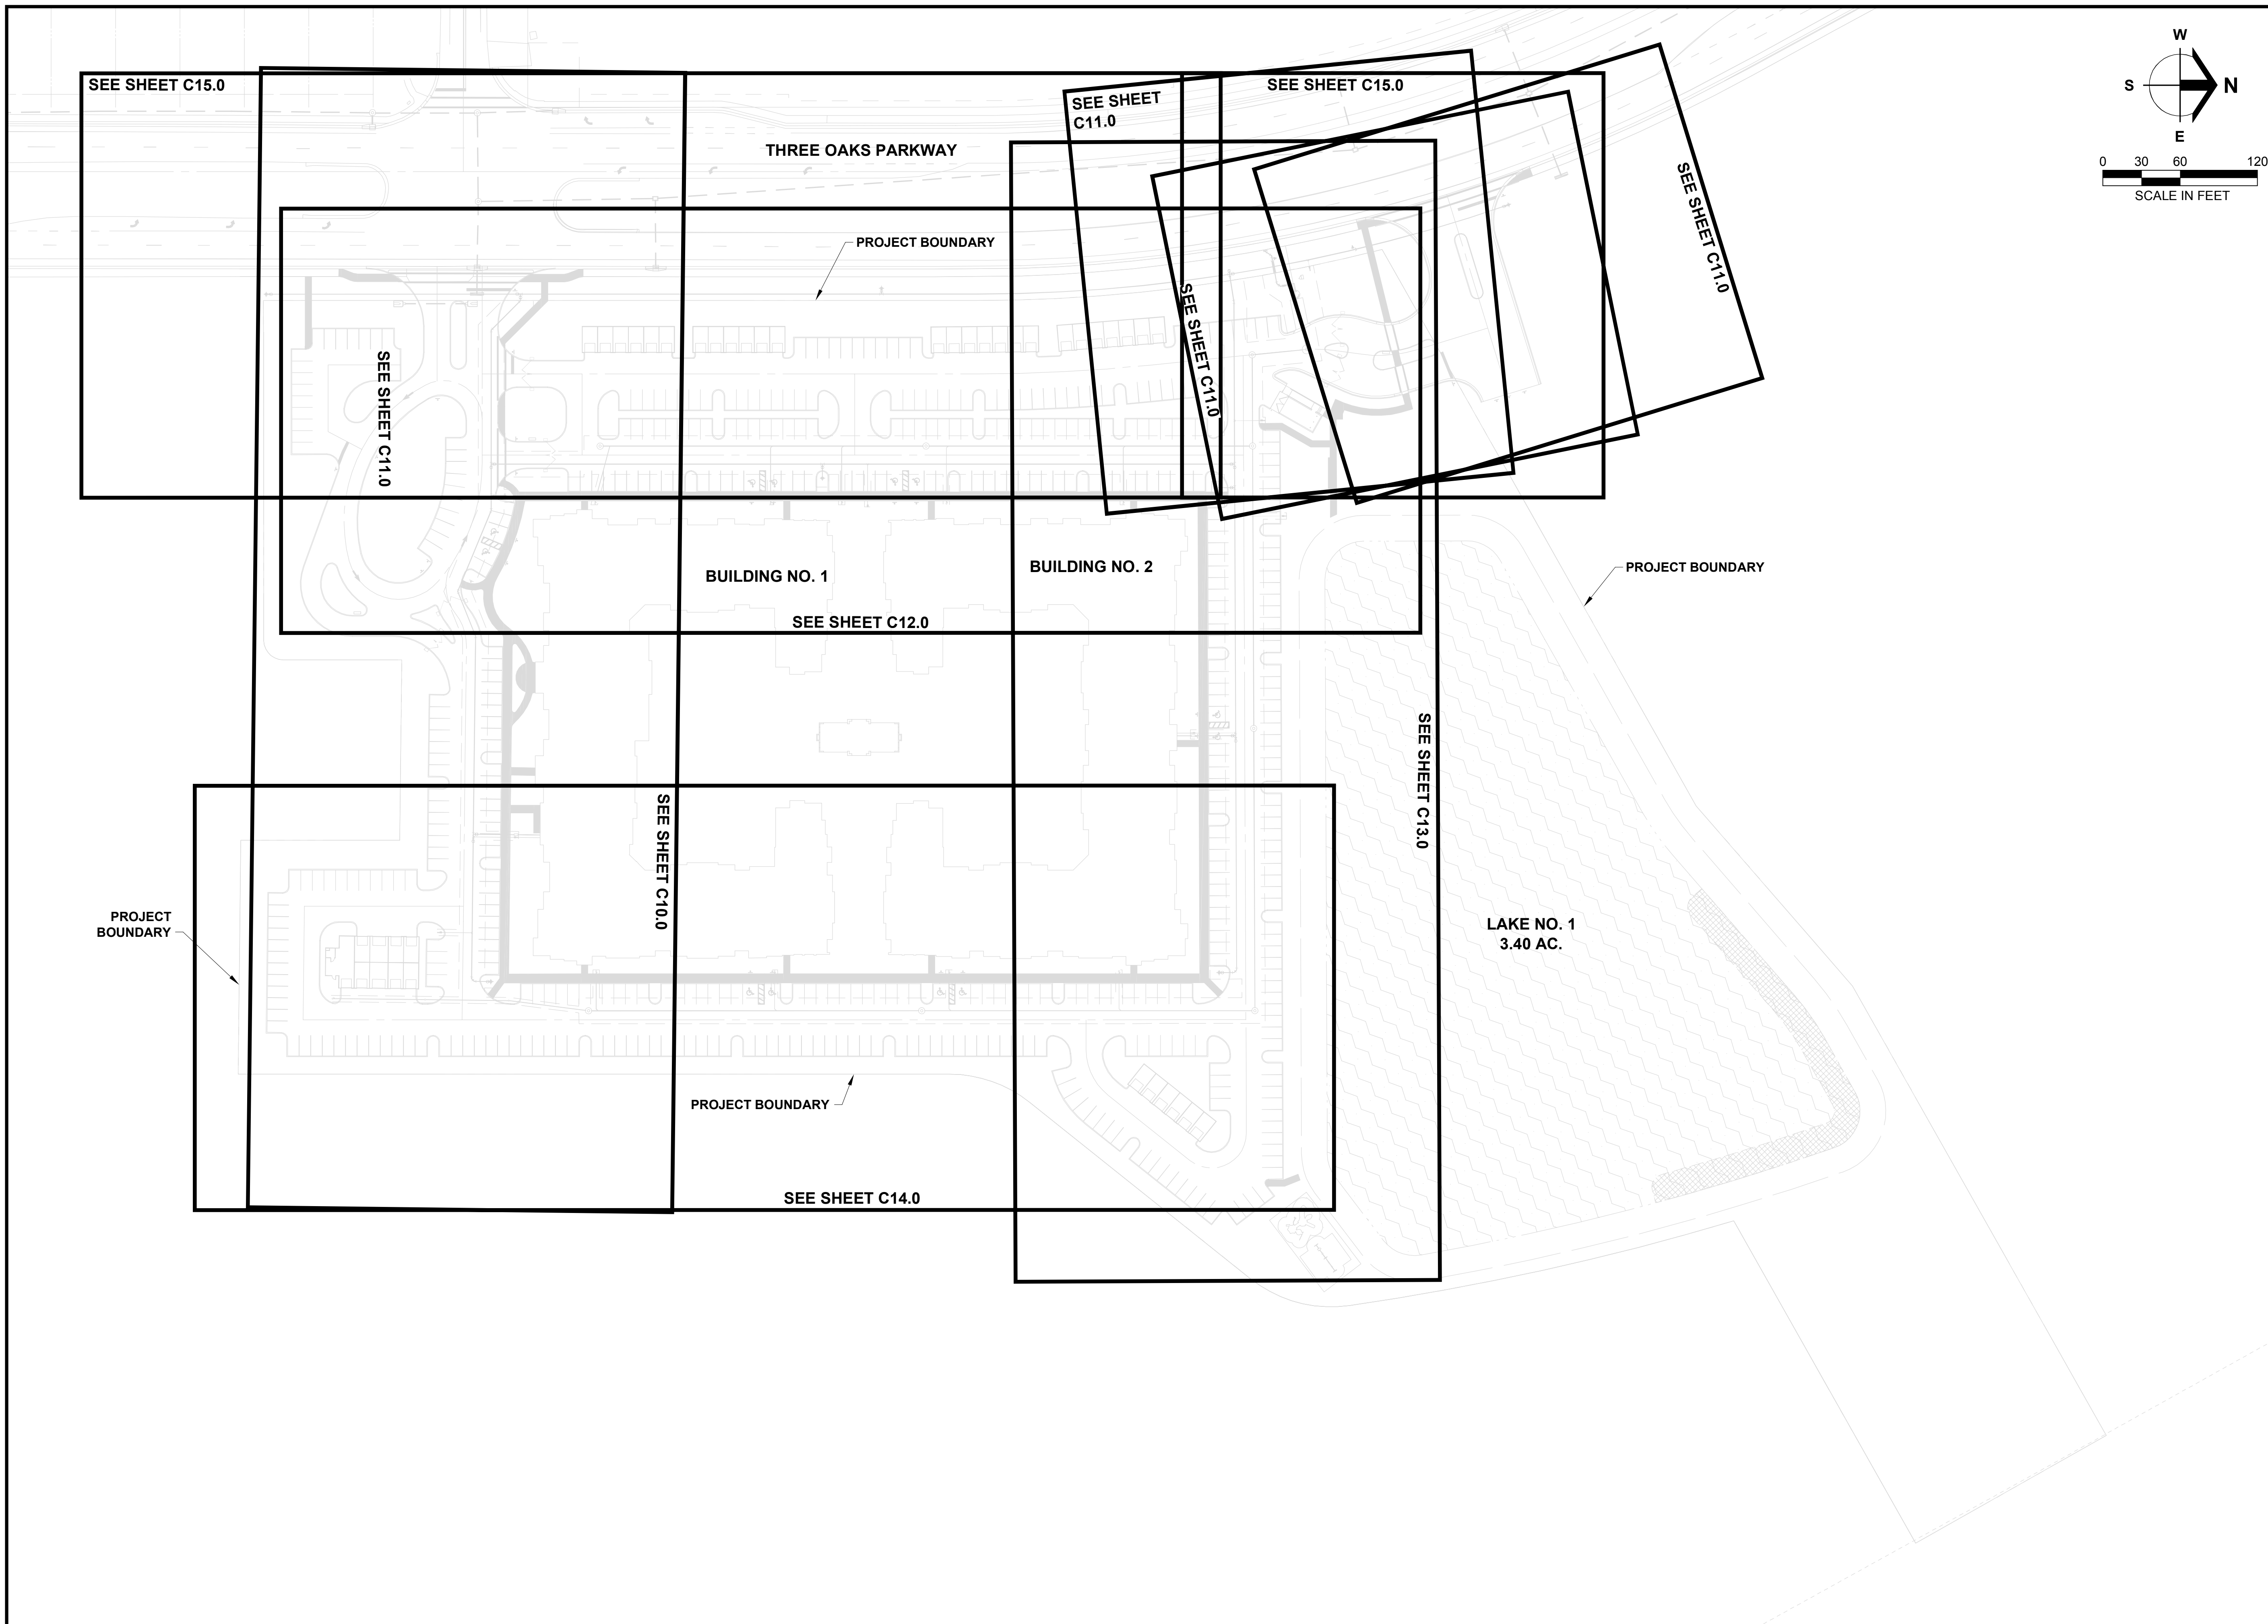 W
S N
E
0 30 60 120
SCALE IN FEET
SEE SHEET C15.0
SEE SHEET
C11.0
SEE SHEET C15.0
THREE OAKS PARKWAY
SEE SHEET C11.0
PROJECT BOUNDARY
SEE SHEET C11.0
SEE SHEET C11.0
BUILDING NO. 1
BUILDING NO. 2
PROJECT BOUNDARY
SEE SHEET C12.0
SEE SHEET C13.0
SEE SHEET C10.0
PROJECT
BOUNDARY
LAKE NO. 1
3.40 AC.
PROJECT BOUNDARY
SEE SHEET C14.0